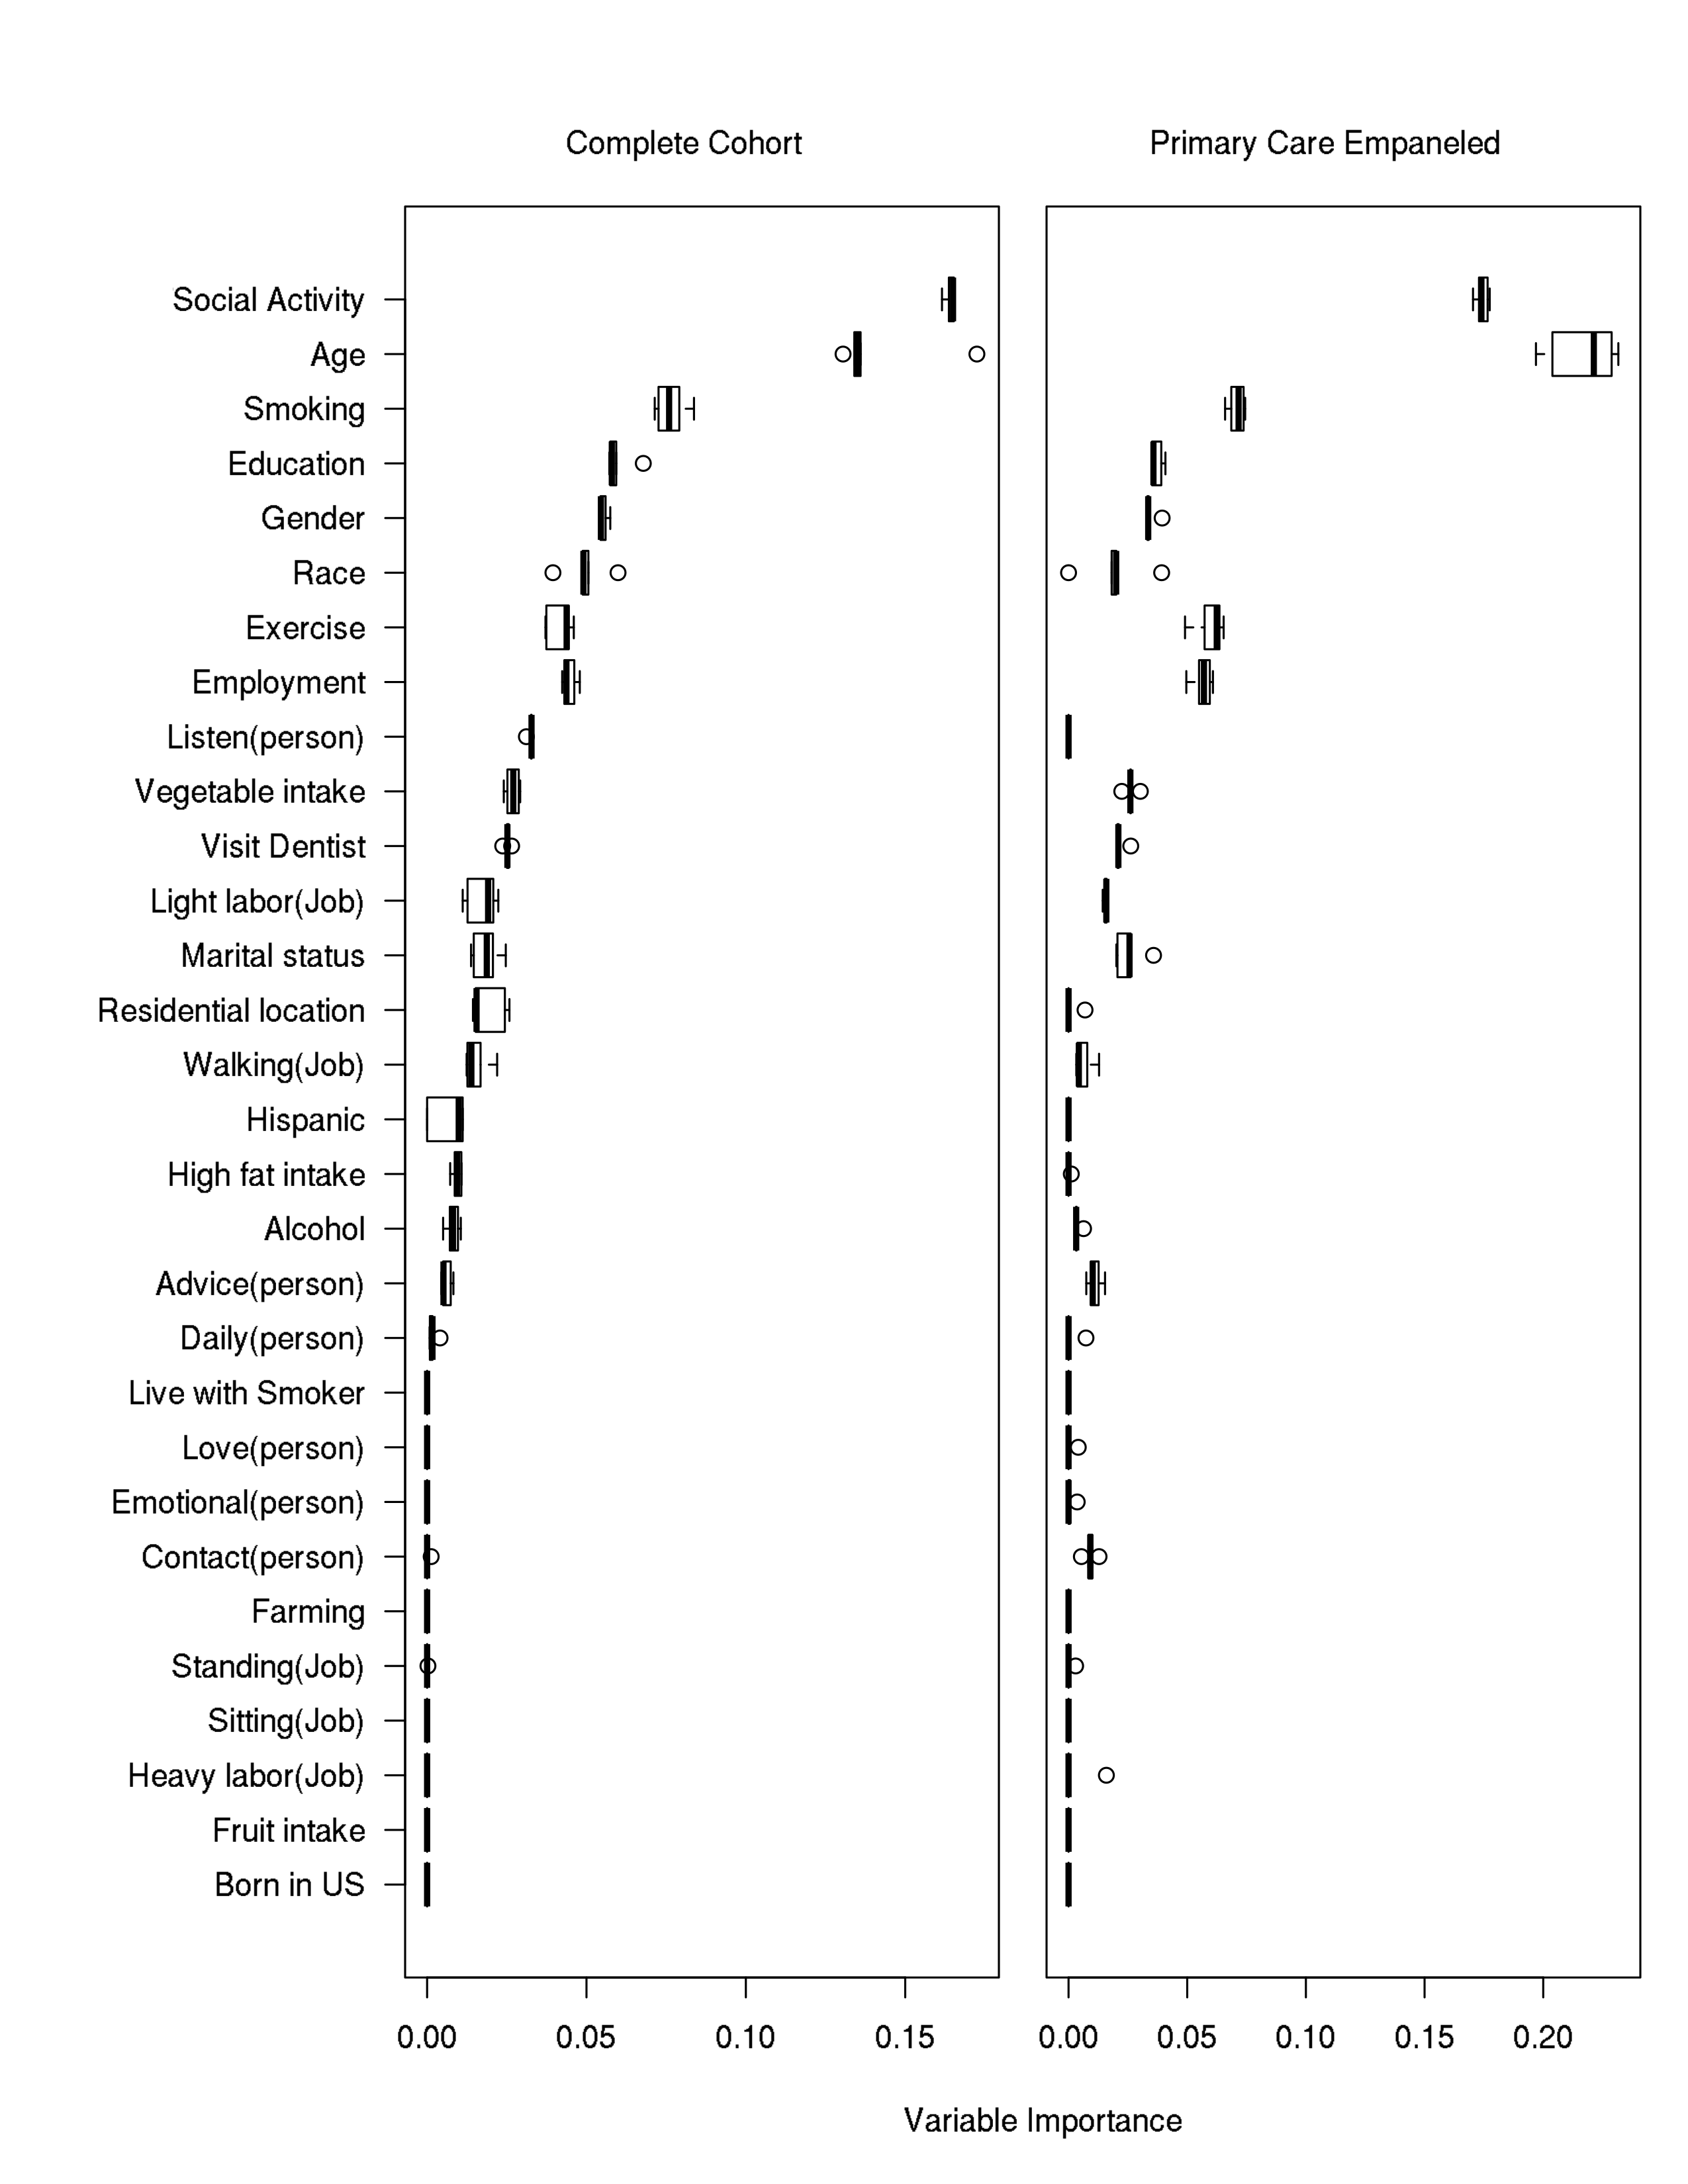 Complete Cohort
Primary Care Empaneled
Social Activity
Age
Smoking
Education
Gender
Race
Exercise
Employment
Listen(person)
Vegetable intake
Visit Dentist
Light labor(Job)
Marital status
Residential location
Walking(Job)
Hispanic
High fat intake
Alcohol
Advice(person)
Daily(person)
Live with Smoker
Love(person)
Emotional(person)
Contact(person)
Farming
Standing(Job)
Sitting(Job)
Heavy labor(Job)
Fruit intake
Born in US
0.00 0.05 0.10 0.15
0.00 0.05 0.10 0.15 0.20
Variable Importance